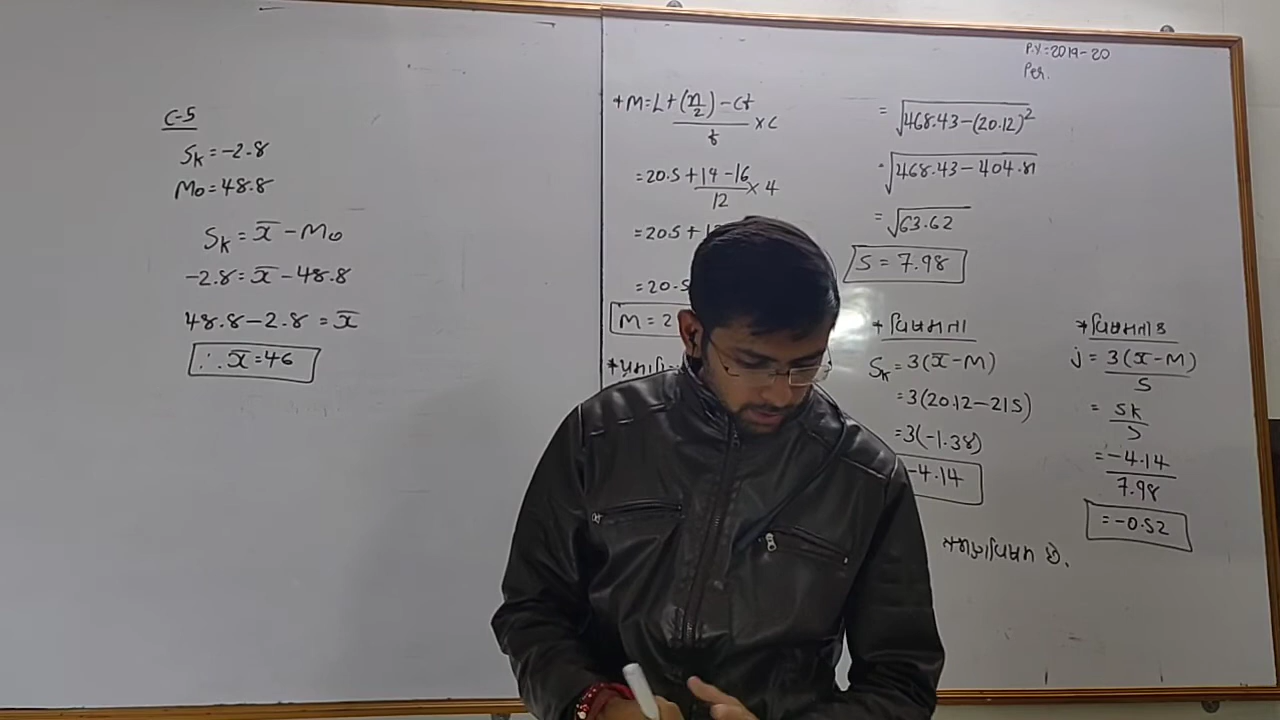 C-5
Sk = -2.8
Mo = 48.8
Sk = x̄ - Mo
-2.8 = x̄ - 48.8
48.8 - 2.8 = x̄
∴ x̄ = 46
* M = L + (n/2) - cf / f × c
= 20.5 + 19 - 16 / 12 × 4
= 20.5 +
= 20.5
M = 2
P.Y. = 2019-20
Per.
= √468.43 - (20.12)²
= √468.43 - 404.81
= √63.62
S = 7.98
* વિષમતા
Sk = 3(x̄ - M)
= 3(20.12 - 21.5)
= 3(-1.38)
-4.14
* વિષમતાંક
j = 3(x̄ - M) / S
= Sk / S
= -4.14 / 7.98
= -0.52
છે.